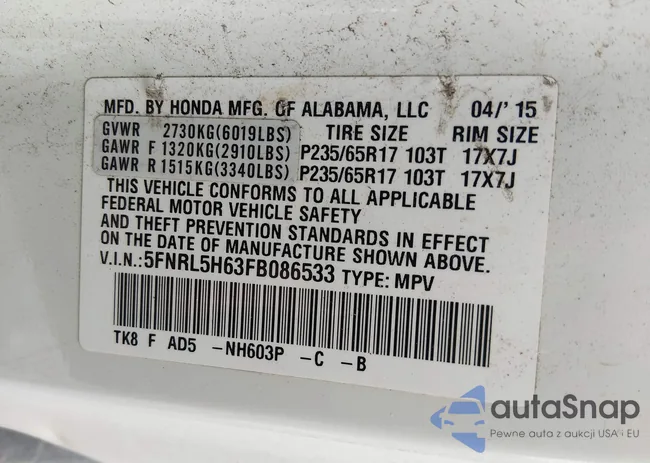 MFD. BY HONDA MFG. OF ALABAMA, LLC 04/'15
GVWR 2730KG(6019LBS) TIRE SIZE RIM SIZE
GAWR F 1320KG(2910LBS) P235/65R17 103T 17X7J
GAWR R 1515KG(3340LBS) P235/65R17 103T 17X7J
THIS VEHICLE CONFORMS TO ALL APPLICABLE
FEDERAL MOTOR VEHICLE SAFETY
AND THEFT PREVENTION STANDARDS IN EFFECT
ON THE DATE OF MANUFACTURE SHOWN ABOVE.
V.I.N.:5FNRL5H63FB086533 TYPE: MPV
TK8 F AD5 -NH603P -C -B
autaSnap
Pewne auta z aukcji USA i EU